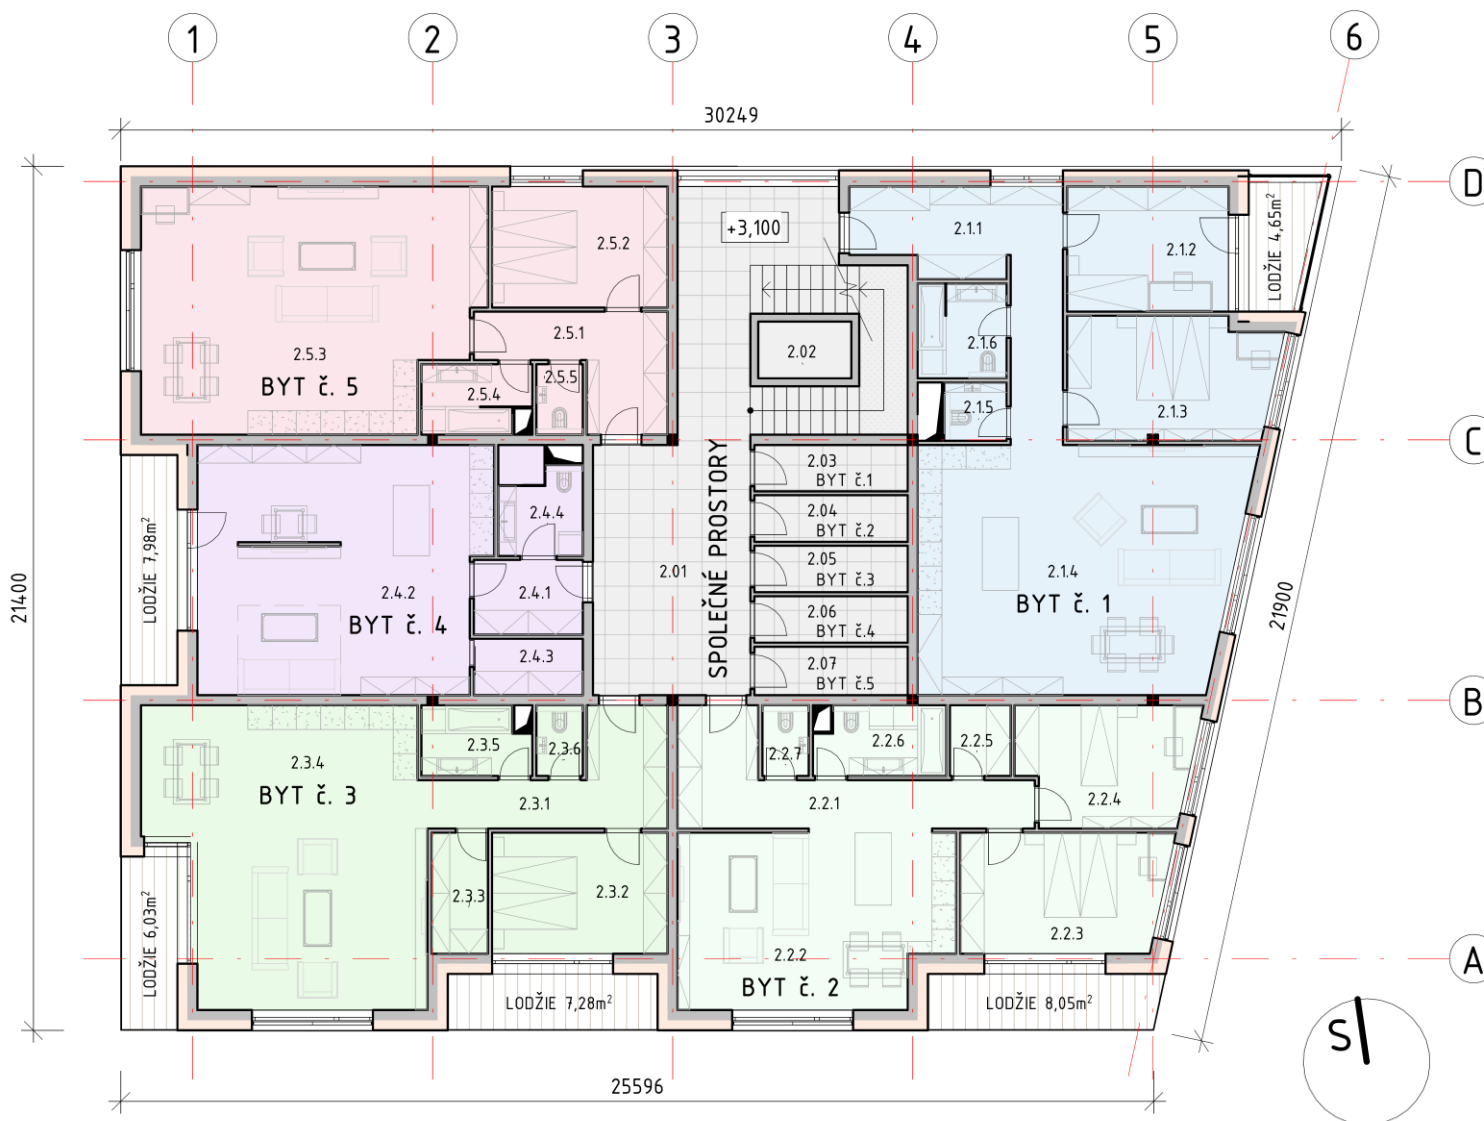 1
2
3
4
5
6
30249
D
+3,100
2.1.1
2.1.2
LODŽIE 4,65m²
2.5.2
2.5.1
2.5.3
BYT č. 5
2.5.4
2.5.5
2.02
2.1.6
2.1.5
2.1.3
C
SPOLEČNÉ PROSTORY
2.03
BYT č.1
2.04
BYT č.2
2.05
BYT č.3
2.06
BYT č.4
2.07
BYT č.5
2.01
2.4.4
2.4.1
2.4.2
BYT č. 4
2.4.3
LODŽIE 7,98m²
21400
2.1.4
BYT č. 1
21900
B
2.3.4
BYT č. 3
2.3.5
2.3.6
2.3.1
2.3.3
2.3.2
LODŽIE 6,03m²
LODŽIE 7,28m²
2.2.7
2.2.6
2.2.5
2.2.4
2.2.1
2.2.2
BYT č. 2
2.2.3
LODŽIE 8,05m²
A
S
25596